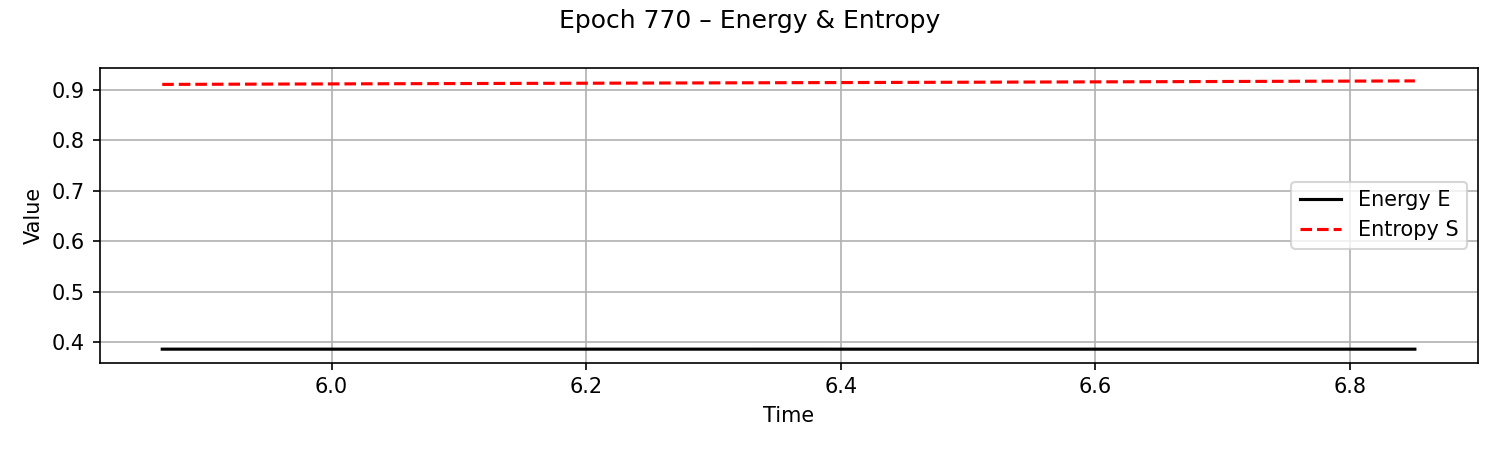 Epoch 770 – Energy & Entropy
0.9
0.8
0.7
0.6
0.5
0.4
Value
Energy E
Entropy S
6.0 6.2 6.4 6.6 6.8
Time